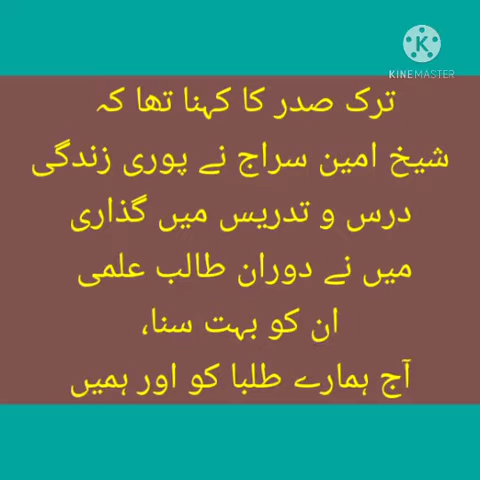 KINEMASTER
ترک صدر کا کہنا تھا کہ
شیخ امین سراج نے پوری زندگی
درس و تدریس میں گذاری
میں نے دوران طالب علمی
ان کو بہت سنا،
آج ہمارے طلبا کو اور ہمیں